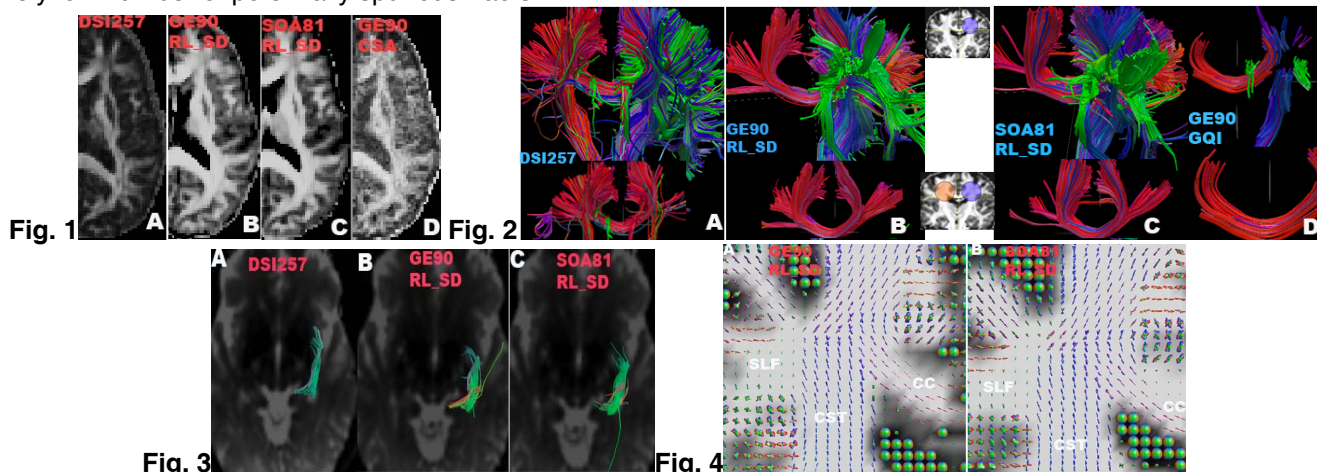 Fig. 1
DSI257
A
GE90
RL_SD
B
SOA81
RL_SD
C
GE90
CSA
D
Fig. 2
DSI257
A
GE90
RL_SD
B
SOA81
RL_SD
C
GE90
GQI
D
Fig. 3
A
DSI257
B
GE90
RL_SD
C
SOA81
RL_SD
Fig. 4
A
GE90
RL_SD
SLF
CC
CST
B
SOA81
RL_SD
SLF
CC
CST